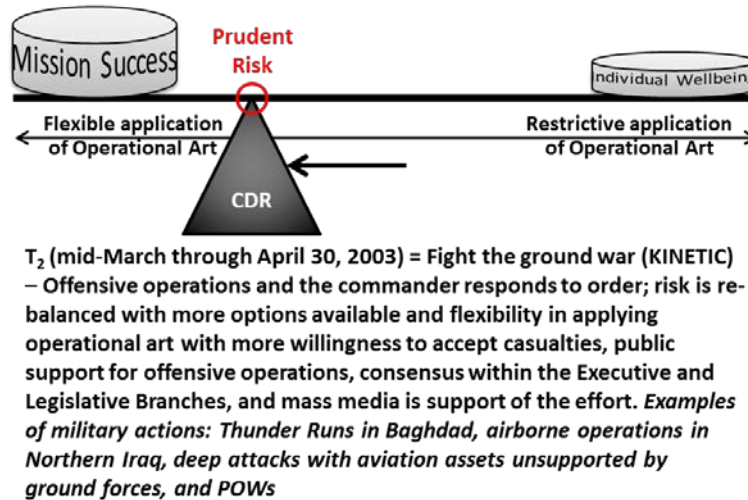 Mission Success
Prudent
Risk
Individual Wellbeing
Flexible application
of Operational Art
Restrictive application
of Operational Art
CDR
T₂ (mid-March through April 30, 2003) = Fight the ground war (KINETIC)
– Offensive operations and the commander responds to order; risk is re-
balanced with more options available and flexibility in applying
operational art with more willingness to accept casualties, public
support for offensive operations, consensus within the Executive and
Legislative Branches, and mass media is support of the effort. Examples
of military actions: Thunder Runs in Baghdad, airborne operations in
Northern Iraq, deep attacks with aviation assets unsupported by
ground forces, and POWs